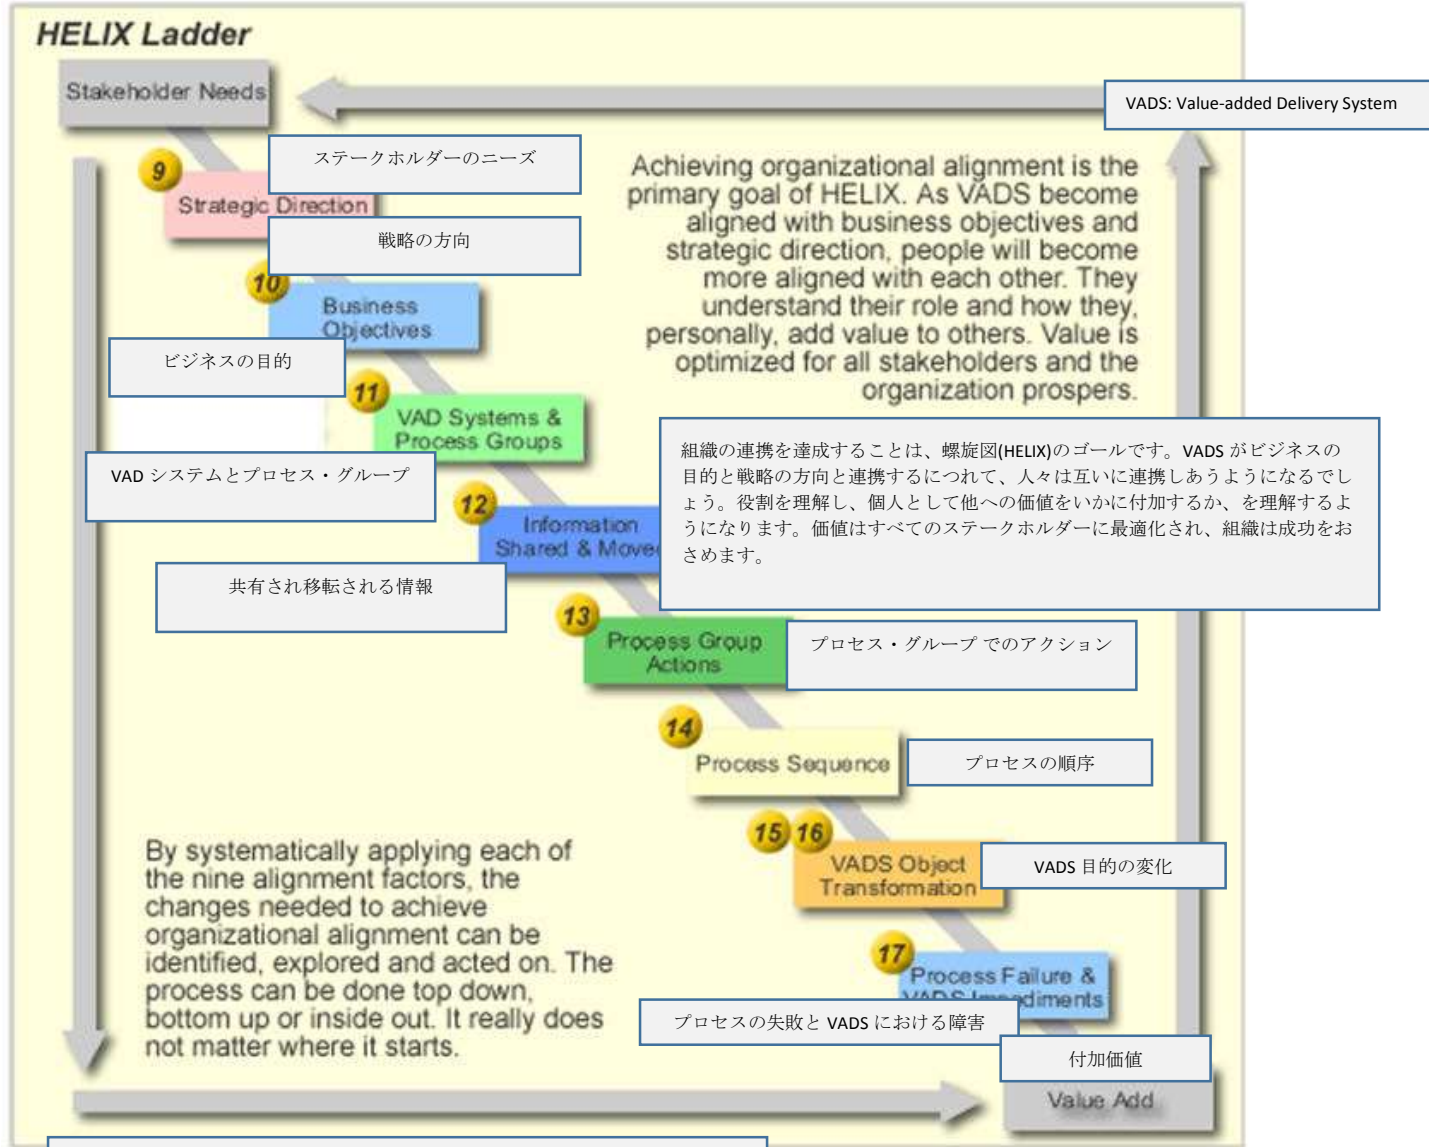 HELIX Ladder
Stakeholder Needs
VADS: Value-added Delivery System
ステークホルダーのニーズ
9
Strategic Direction
戦略の方向
Achieving organizational alignment is the
primary goal of HELIX. As VADS become
aligned with business objectives and
strategic direction, people will become
more aligned with each other. They
understand their role and how they,
personally, add value to others. Value is
optimized for all stakeholders and the
organization prospers.
10
Business
Objectives
ビジネスの目的
11
VAD Systems &
Process Groups
VAD システムとプロセス・グループ
組織の連携を達成することは、螺旋図(HELIX)のゴールです。VADS がビジネスの
目的と戦略の方向と連携するにつれて、人々は互いに連携しあうようになるでし
ょう。役割を理解し、個人として他への価値をいかに付加するか、を理解するよ
うになります。価値はすべてのステークホルダーに最適化され、組織は成功をお
さめます。
12
Information
Shared & Move
共有され移転される情報
13
Process Group
Actions
プロセス・グループ でのアクション
14
Process Sequence
プロセスの順序
15 16
VADS Object
Transformation
VADS 目的の変化
By systematically applying each of
the nine alignment factors, the
changes needed to achieve
organizational alignment can be
identified, explored and acted on. The
process can be done top down,
bottom up or inside out. It really does
not matter where it starts.
17
Process Failure &
VADS Impediments
プロセスの失敗と VADS における障害
付加価値
Value Add